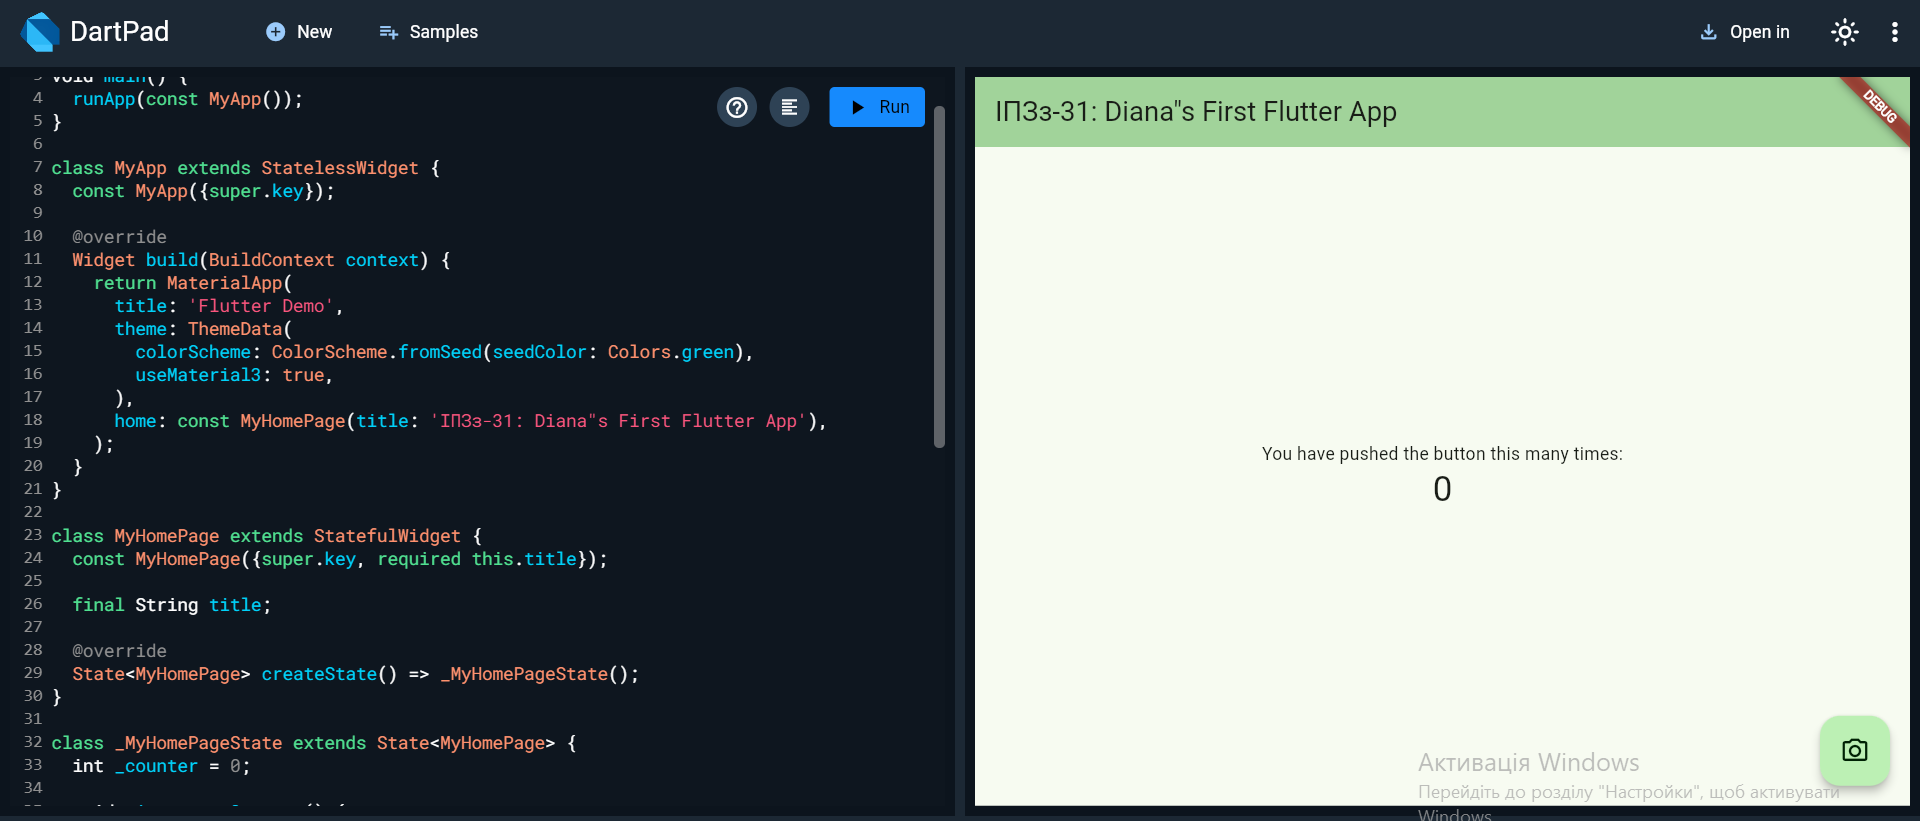 DartPad
New
Samples
Open in
3 void main() {
4 runApp(const MyApp());
5 }
6
7 class MyApp extends StatelessWidget {
8 const MyApp({super.key});
9
10 @override
11 Widget build(BuildContext context) {
12 return MaterialApp(
13 title: 'Flutter Demo',
14 theme: ThemeData(
15 colorScheme: ColorScheme.fromSeed(seedColor: Colors.green),
16 useMaterial3: true,
17 ),
18 home: const MyHomePage(title: 'ІПЗз-31: Diana"s First Flutter App'),
19 );
20 }
21 }
22
23 class MyHomePage extends StatefulWidget {
24 const MyHomePage({super.key, required this.title});
25
26 final String title;
27
28 @override
29 State<MyHomePage> createState() => _MyHomePageState();
30 }
31
32 class _MyHomePageState extends State<MyHomePage> {
33 int _counter = 0;
34
Run
ІПЗз-31: Diana"s First Flutter App
DEBUG
You have pushed the button this many times:
0
Активація Windows
Перейдіть до розділу "Настройки", щоб активувати
Windows